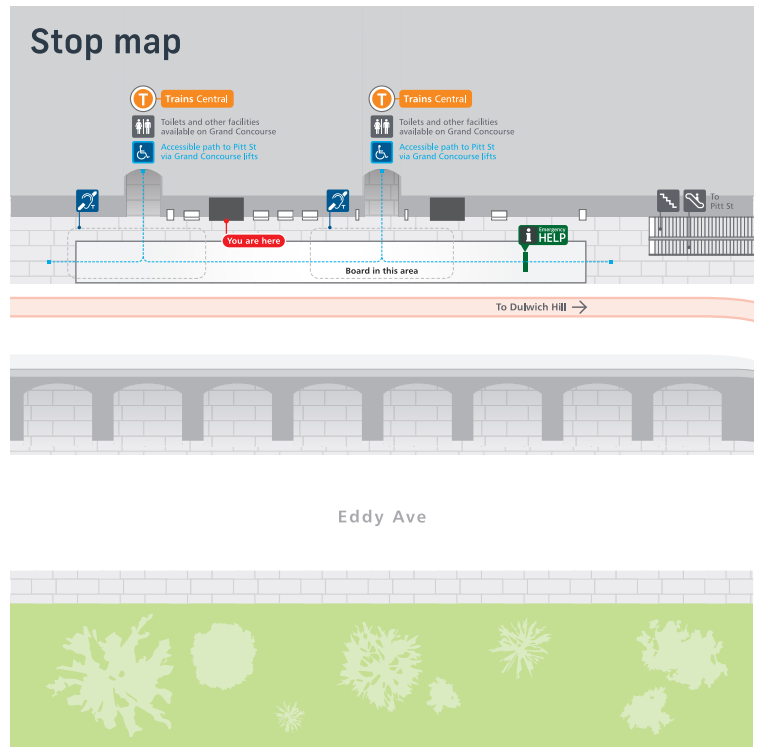 Stop map
T Trains Central
Toilets and other facilities
available on Grand Concourse
Accessible path to Pitt St
via Grand Concourse lifts
T Trains Central
Toilets and other facilities
available on Grand Concourse
Accessible path to Pitt St
via Grand Concourse lifts
T
T
To
Pitt St
You are here
i Emergency
HELP
Board in this area
To Dulwich Hill
Eddy Ave